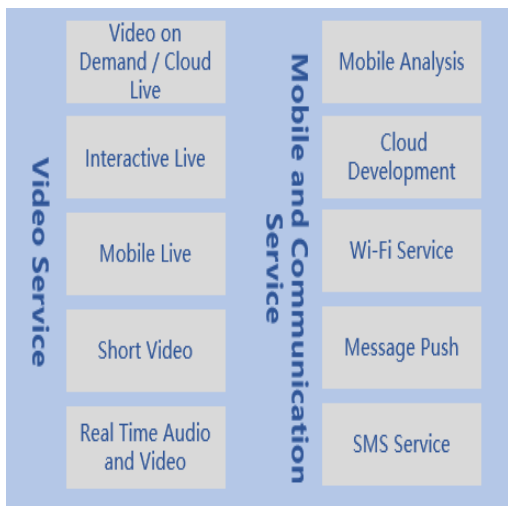 Video Service
Video on
Demand / Cloud
Live
Interactive Live
Mobile Live
Short Video
Real Time Audio
and Video
Mobile and Communication
Service
Mobile Analysis
Cloud
Development
Wi-Fi Service
Message Push
SMS Service